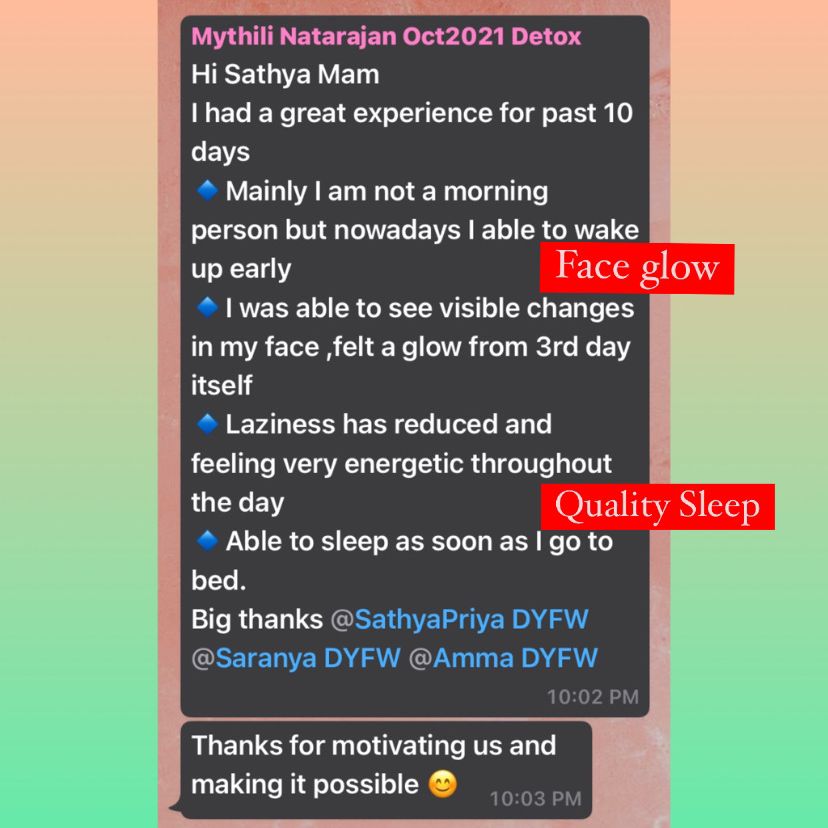 Mythili Natarajan Oct2021 Detox
Hi Sathya Mam
I had a great experience for past 10
days
🔹 Mainly I am not a morning
person but nowadays I able to wake
up early
Face glow
🔹 I was able to see visible changes
in my face ,felt a glow from 3rd day
itself
🔹 Laziness has reduced and
feeling very energetic throughout
the day
Quality Sleep
🔹 Able to sleep as soon as I go to
bed.
Big thanks @SathyaPriya DYFW
@Saranya DYFW @Amma DYFW
10:02 PM
Thanks for motivating us and
making it possible 😊
10:03 PM